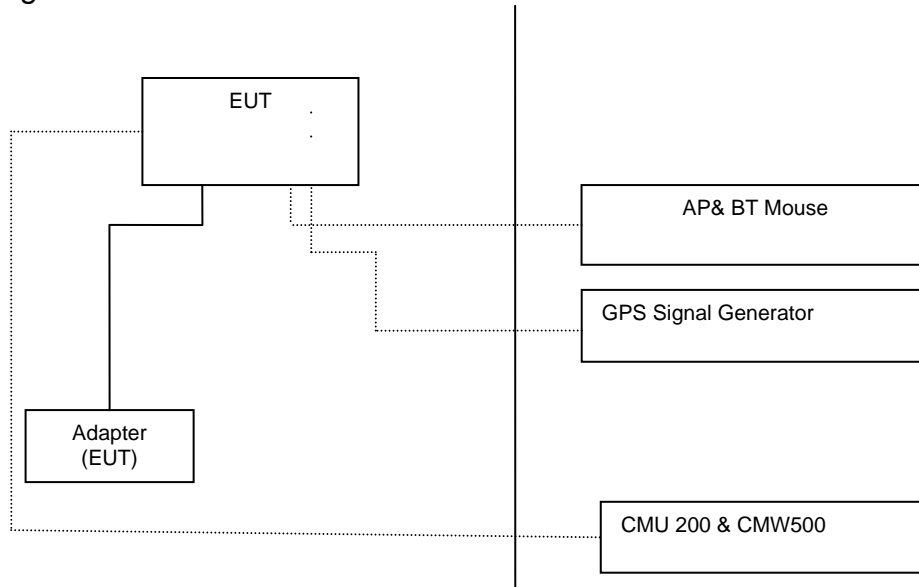 EUT
AP& BT Mouse
GPS Signal Generator
Adapter
(EUT)
CMU 200 & CMW500